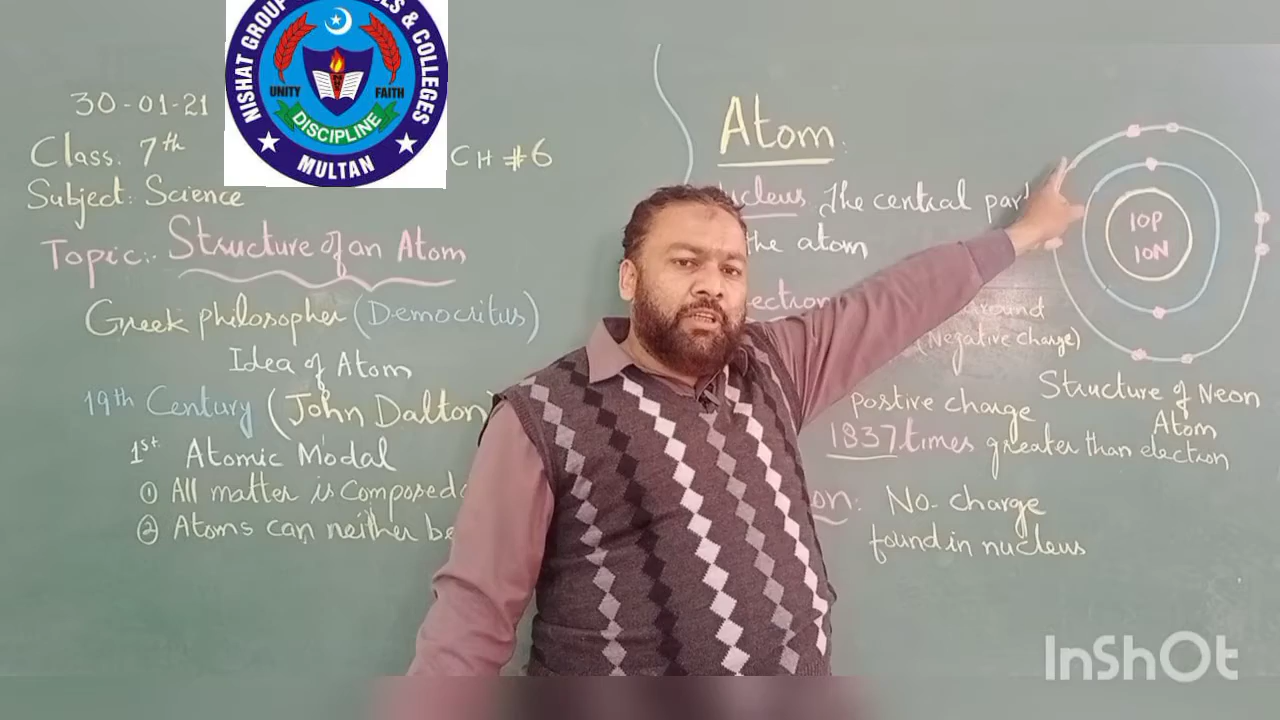 NISHAT GROUP & COLLEGES
UNITY FAITH
DISCIPLINE
MULTAN
30-01-21
Class. 7th CH #6
Subject: Science
Topic:- Structure of an Atom
Greek philosopher (Democritus)
Idea of Atom
19th Century (John Dalton
1st Atomic Modal
① All matter is Composed
② Atoms can neither be
Atom:
The central part
the atom
around
(Negative charge)
postive charge
1837 times greater than election
No. charge
found in nucleus
10P
10N
Structure of Neon
Atom
InShOt